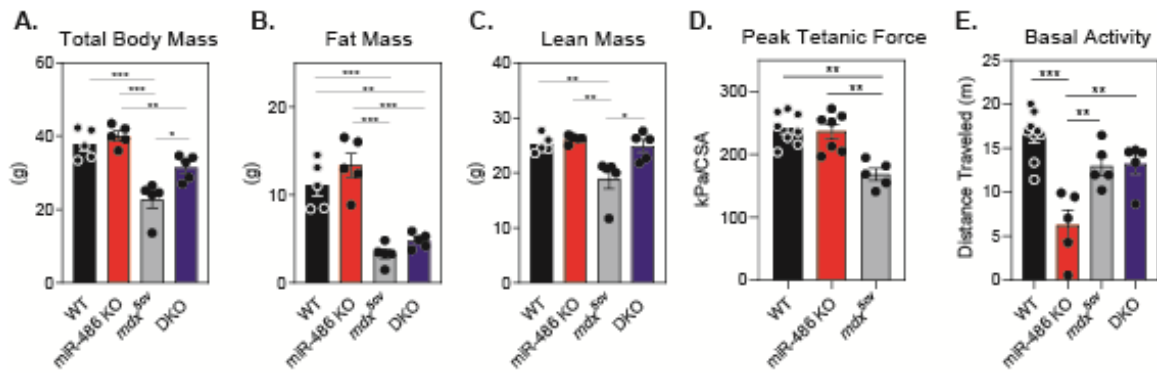 A.
Total Body Mass
60
40
20
0
(g)
***
***
**
*
WT
miR-486 KO
mdx5cv
DKO
B.
Fat Mass
15
10
5
0
(g)
***
**
***
***
WT
miR-486 KO
mdx5cv
DKO
C.
Lean Mass
40
30
20
10
0
(g)
**
**
*
WT
miR-486 KO
mdx5cv
DKO
D.
Peak Tetanic Force
300
200
100
0
kPa/CSA
**
**
WT
miR-486 KO
mdx5cv
E.
Basal Activity
25
20
15
10
5
0
Distance Traveled (m)
***
**
**
WT
miR-486 KO
mdx5cv
DKO